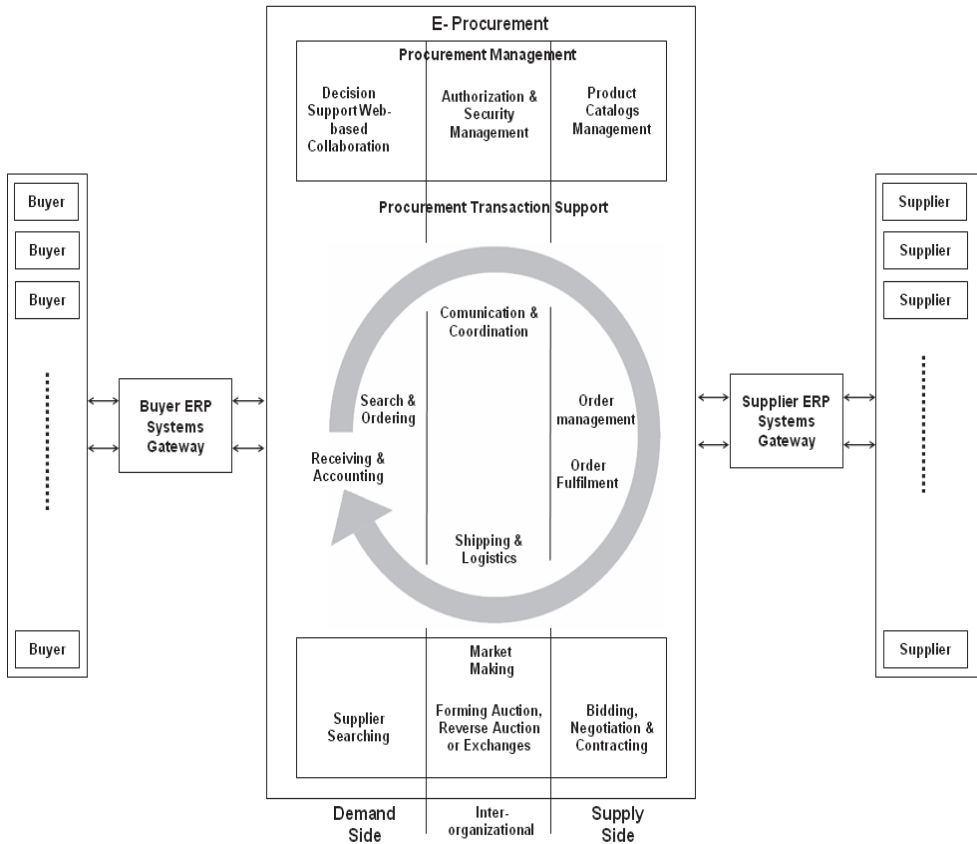 E- Procurement
Procurement Management
Decision
Support Web-
based
Collaboration
Authorization &
Security
Management
Product
Catalogs
Management
Procurement Transaction Support
Buyer
Buyer
Buyer
Buyer
Buyer ERP
Systems
Gateway
Comunication &
Coordination
Search &
Ordering
Receiving &
Accounting
Order
management
Order
Fulfilment
Shipping &
Logistics
Supplier ERP
Systems
Gateway
Supplier
Supplier
Supplier
Supplier
Market
Making
Supplier
Searching
Forming Auction,
Reverse Auction
or Exchanges
Bidding,
Negotiation &
Contracting
Demand
Side
Inter-
organizational
Supply
Side